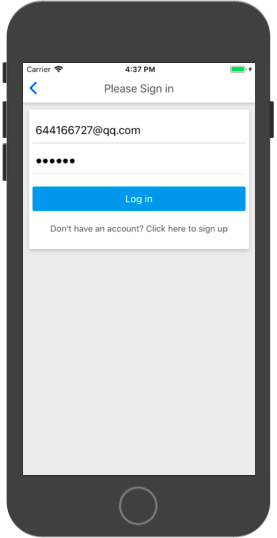 Carrier 4:37 PM
Please Sign in
644166727@qq.com
●●●●●●
Log in
Don't have an account? Click here to sign up